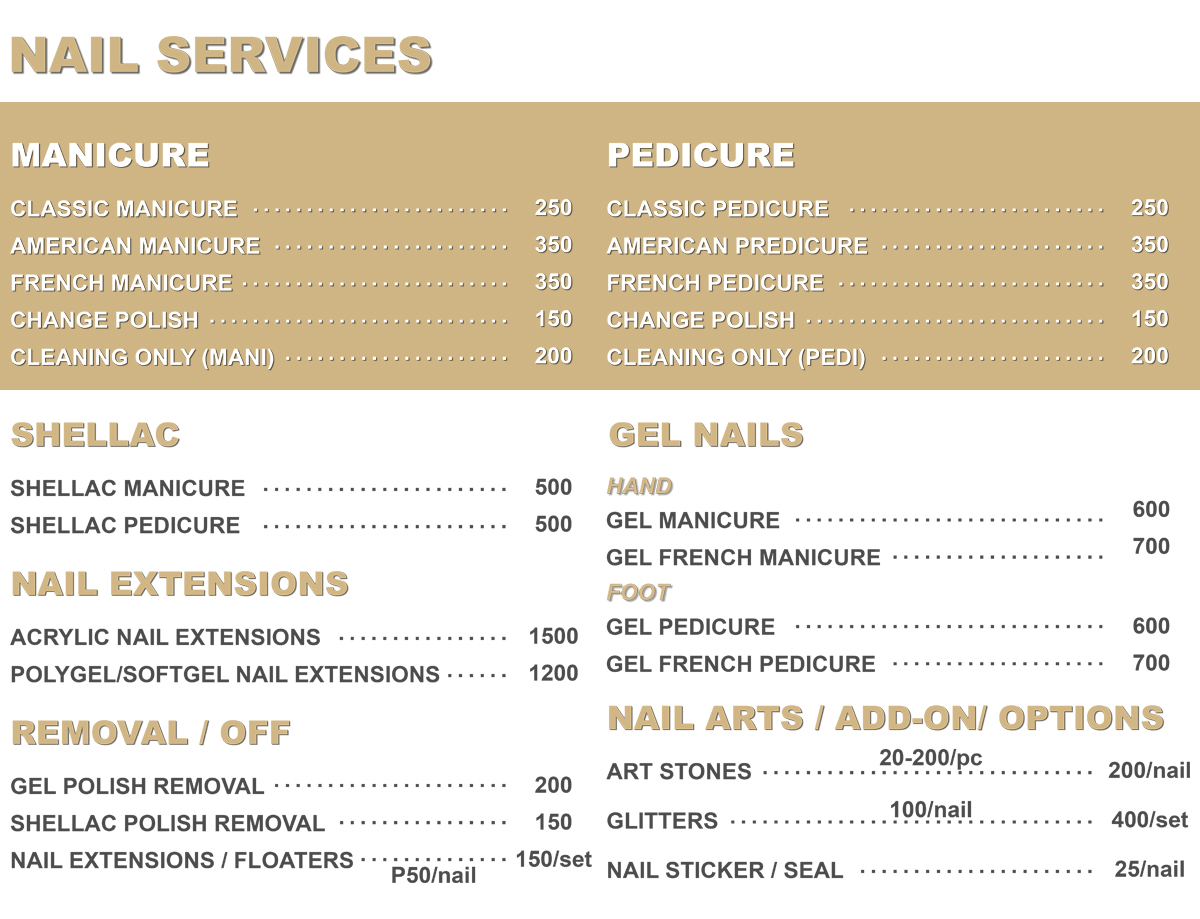 NAIL SERVICES
MANICURE
CLASSIC MANICURE ........................ 250
AMERICAN MANICURE ...................... 350
FRENCH MANICURE ......................... 350
CHANGE POLISH ............................ 150
CLEANING ONLY (MANI) ..................... 200
PEDICURE
CLASSIC PEDICURE ........................ 250
AMERICAN PREDICURE ..................... 350
FRENCH PEDICURE ......................... 350
CHANGE POLISH ............................ 150
CLEANING ONLY (PEDI) ..................... 200
SHELLAC
SHELLAC MANICURE ....................... 500
SHELLAC PEDICURE ....................... 500
NAIL EXTENSIONS
ACRYLIC NAIL EXTENSIONS ................ 1500
POLYGEL/SOFTGEL NAIL EXTENSIONS ...... 1200
REMOVAL / OFF
GEL POLISH REMOVAL ...................... 200
SHELLAC POLISH REMOVAL ................ 150
NAIL EXTENSIONS / FLOATERS .............. 150/set
P50/nail
GEL NAILS
HAND
GEL MANICURE ............................. 600
GEL FRENCH MANICURE .................... 700
FOOT
GEL PEDICURE ............................. 600
GEL FRENCH PEDICURE .................... 700
NAIL ARTS / ADD-ON/ OPTIONS
20-200/pc
ART STONES ............................... 200/nail
100/nail
GLITTERS .................................. 400/set
NAIL STICKER / SEAL ...................... 25/nail